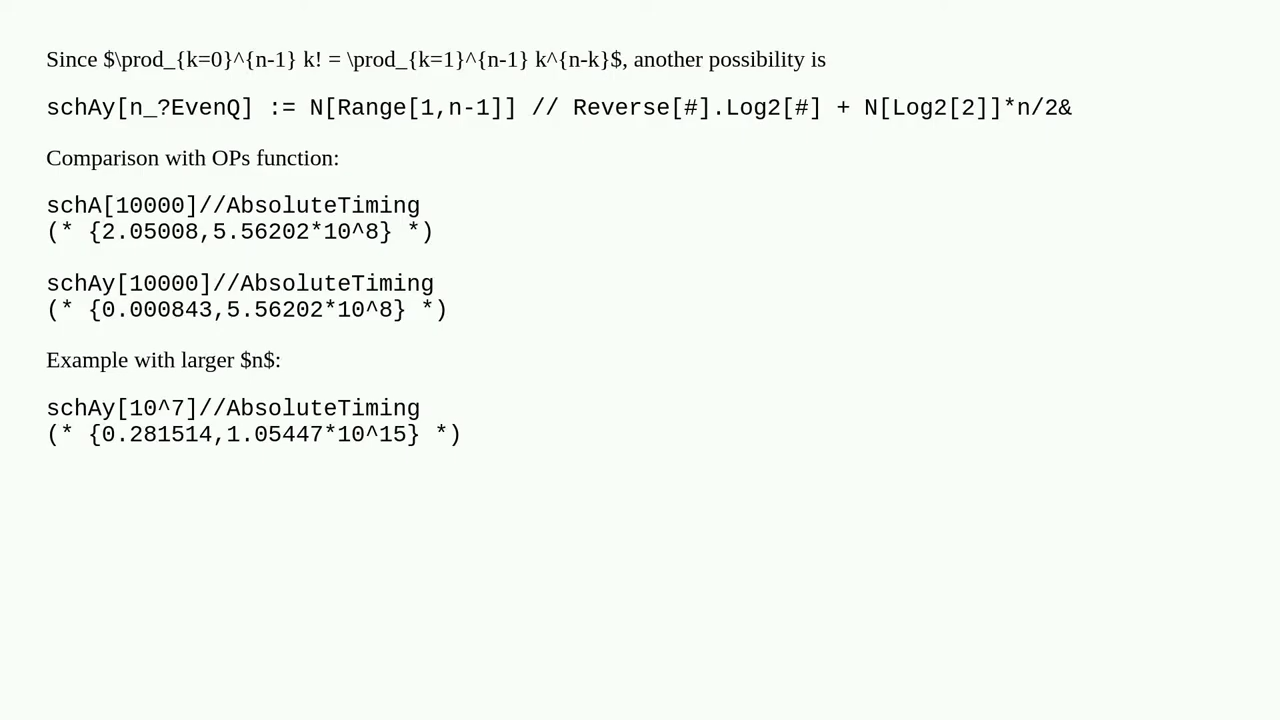 Since $\prod_{k=0}^{n-1} k! = \prod_{k=1}^{n-1} k^{n-k}$, another possibility is
schAy[n_?EvenQ] := N[Range[1,n-1]] // Reverse[#].Log2[#] + N[Log2[2]]*n/2&
Comparison with OPs function:
schA[10000]//AbsoluteTiming
(* {2.05008,5.56202*10^8} *)
schAy[10000]//AbsoluteTiming
(* {0.000843,5.56202*10^8} *)
Example with larger $n$:
schAy[10^7]//AbsoluteTiming
(* {0.281514,1.05447*10^15} *)